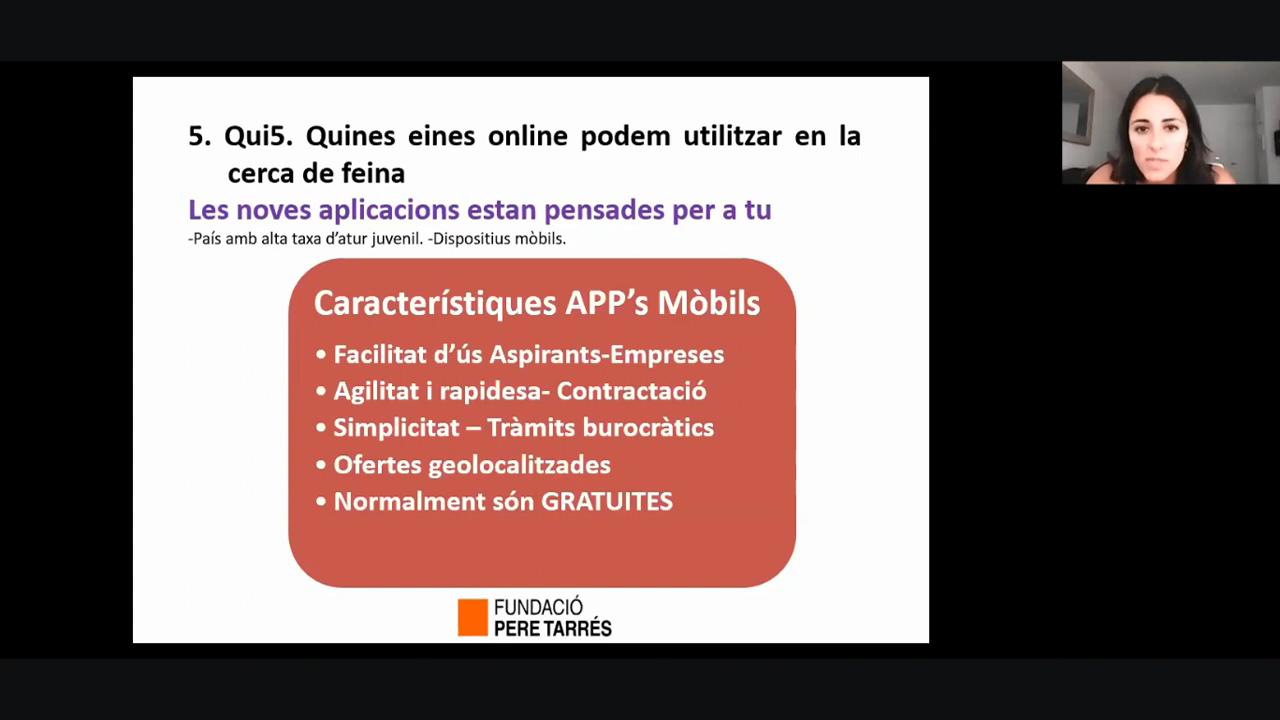 5. Qui5. Quines eines online podem utilitzar en la
cerca de feina
Les noves aplicacions estan pensades per a tu
-País amb alta taxa d’atur juvenil. -Dispositius mòbils.
Característiques APP’s Mòbils
• Facilitat d’ús Aspirants-Empreses
• Agilitat i rapidesa- Contractació
• Simplicitat – Tràmits burocràtics
• Ofertes geolocalitzades
• Normalment són GRATUITES
FUNDACIÓ
PERE TARRÉS